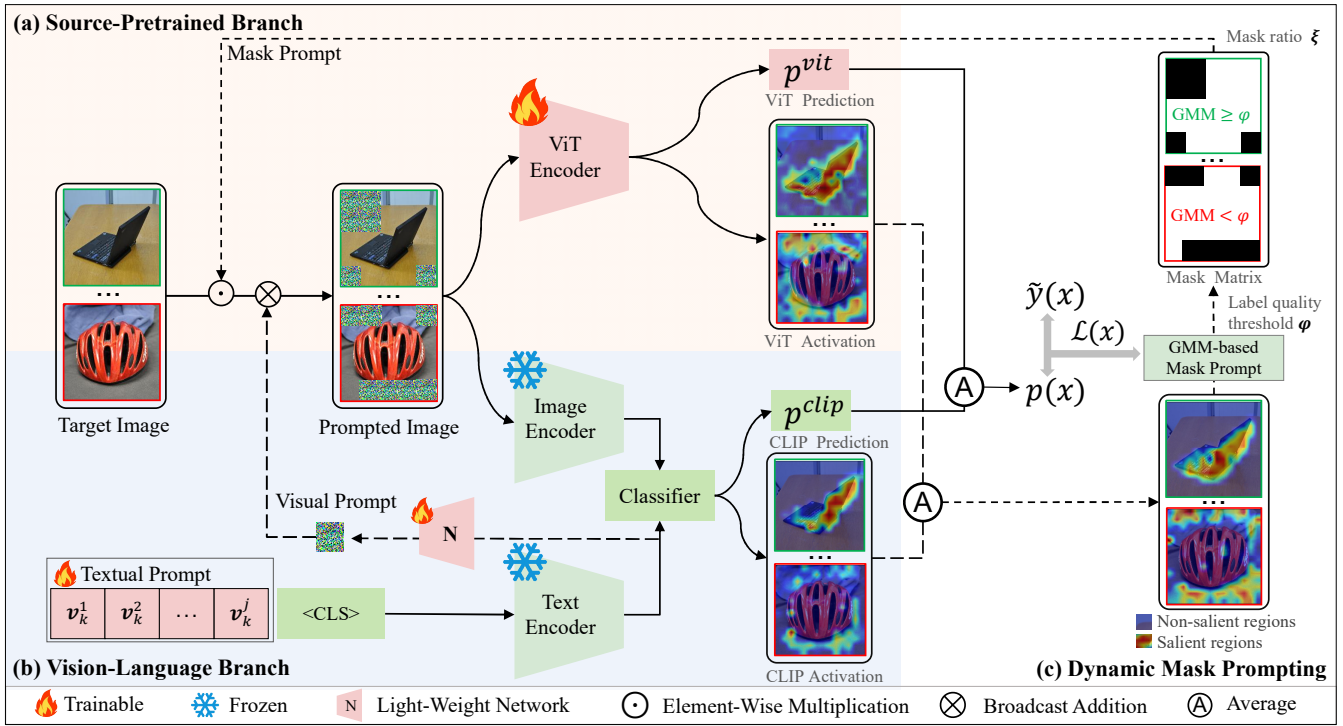 (a) Source-Pretrained Branch
Mask Prompt
Mask ratio ξ
p^{vit}
ViT Prediction
ViT
Encoder
GMM ≥ φ
...
GMM < φ
Mask Matrix
...
ViT Activation
...
Target Image
...
Prompted Image
Label quality
threshold φ
ỹ(x)
ℒ(x)
p(x)
GMM-based
Mask Prompt
A
Image
Encoder
p^{clip}
CLIP Prediction
Classifier
Visual Prompt
N
A
...
CLIP Activation
...
Textual Prompt
v_k^1 v_k^2 ... v_k^j
<CLS>
Text
Encoder
Non-salient regions
Salient regions
(b) Vision-Language Branch
(c) Dynamic Mask Prompting
Trainable Frozen N Light-Weight Network Element-Wise Multiplication Broadcast Addition A Average